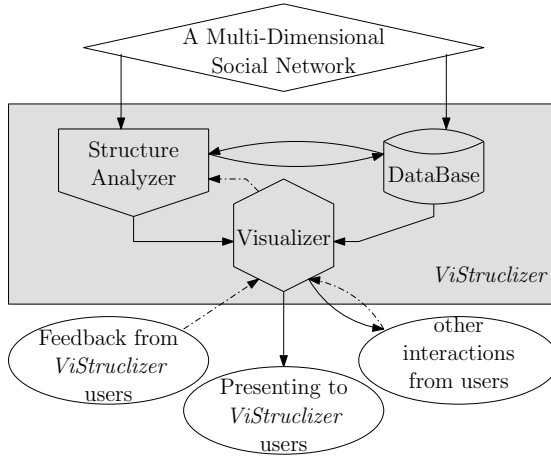 A Multi-Dimensional
Social Network
Structure
Analyzer
DataBase
Visualizer
ViStruclizer
Feedback from
ViStruclizer
users
Presenting to
ViStruclizer
users
other
interactions
from users